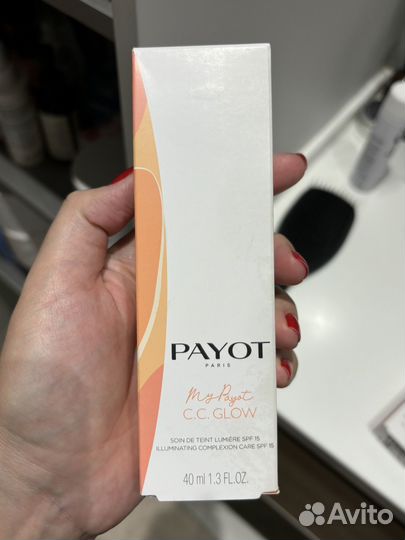 PAYOT
PARIS
My Payot
C.C. GLOW
SOIN DE TEINT LUMIÈRE SPF 15
ILLUMINATING COMPLEXION CARE SPF 15
40 ml 1.3 FL.OZ.
Avito